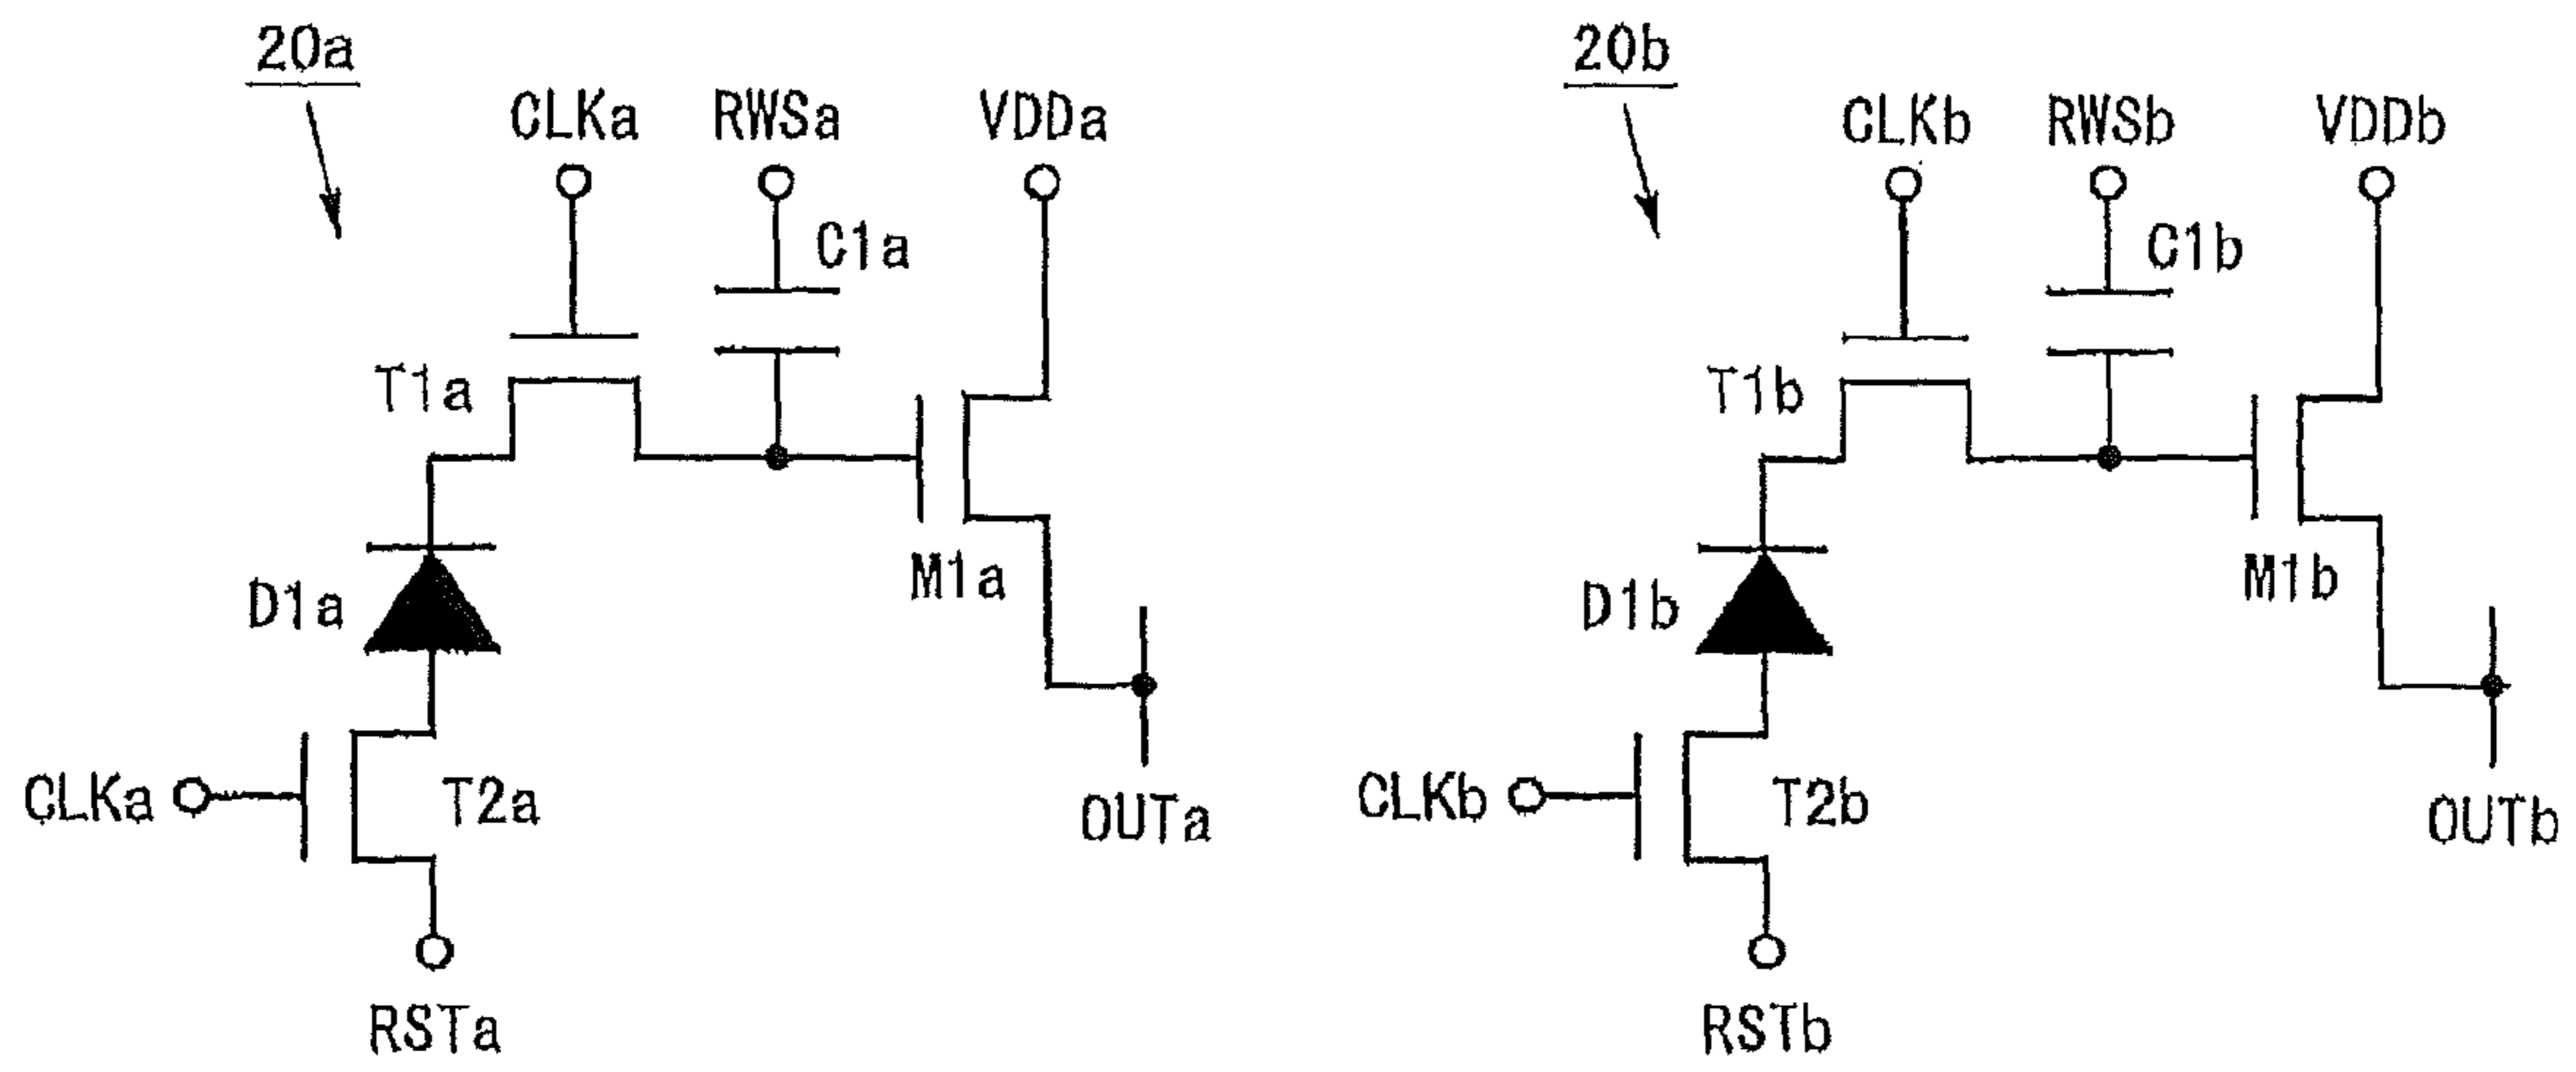 20a
CLKa RWSa VDDa
C1a
T1a
D1a
M1a
CLKa
T2a
OUTa
RSTa
20b
CLKb RWSb VDDb
C1b
T1b
D1b
M1b
CLKb
T2b
OUTb
RSTb